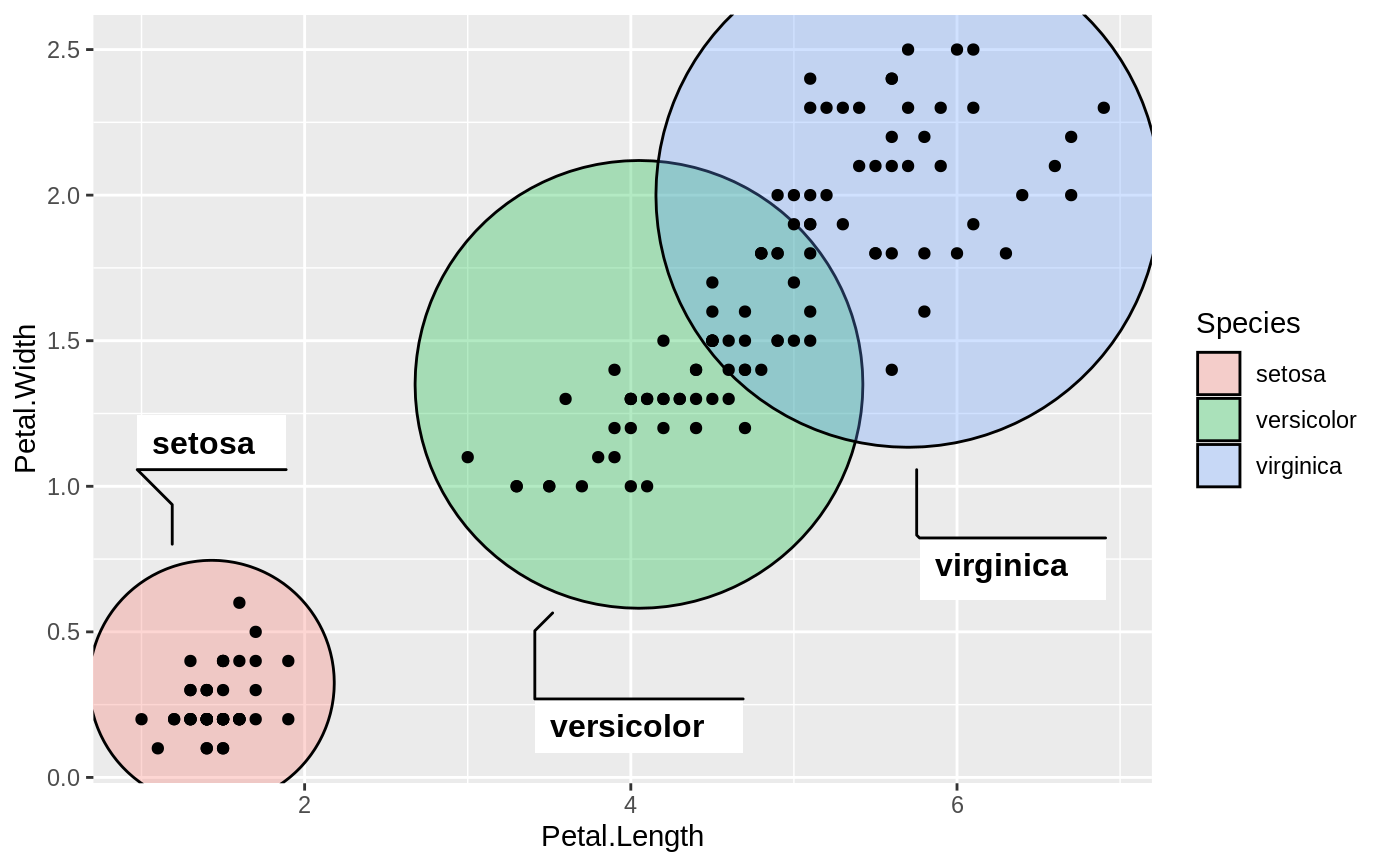 2.5
2.0
1.5
1.0
0.5
0.0
Petal.Width
setosa
versicolor
virginica
2
4
6
Petal.Length
Species
setosa
versicolor
virginica